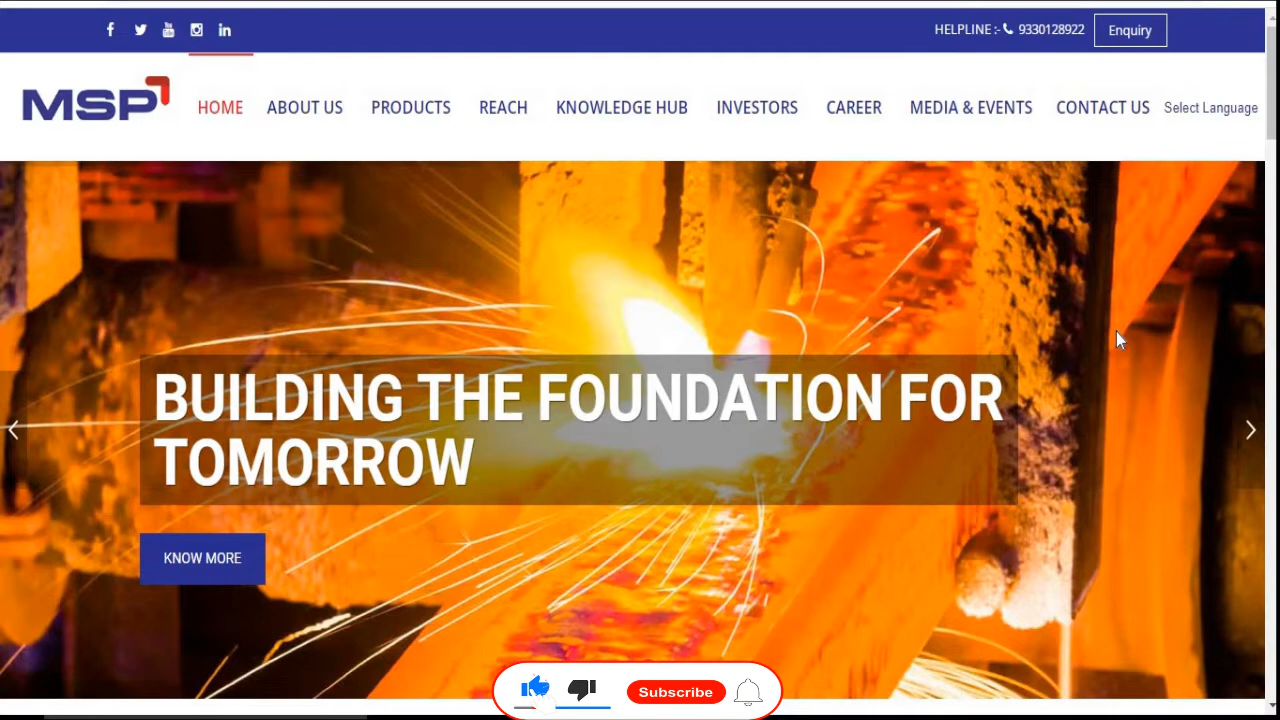 HELPLINE :- 9330128922 Enquiry
MSP HOME ABOUT US PRODUCTS REACH KNOWLEDGE HUB INVESTORS CAREER MEDIA & EVENTS CONTACT US Select Language
BUILDING THE FOUNDATION FOR
TOMORROW
KNOW MORE
Subscribe